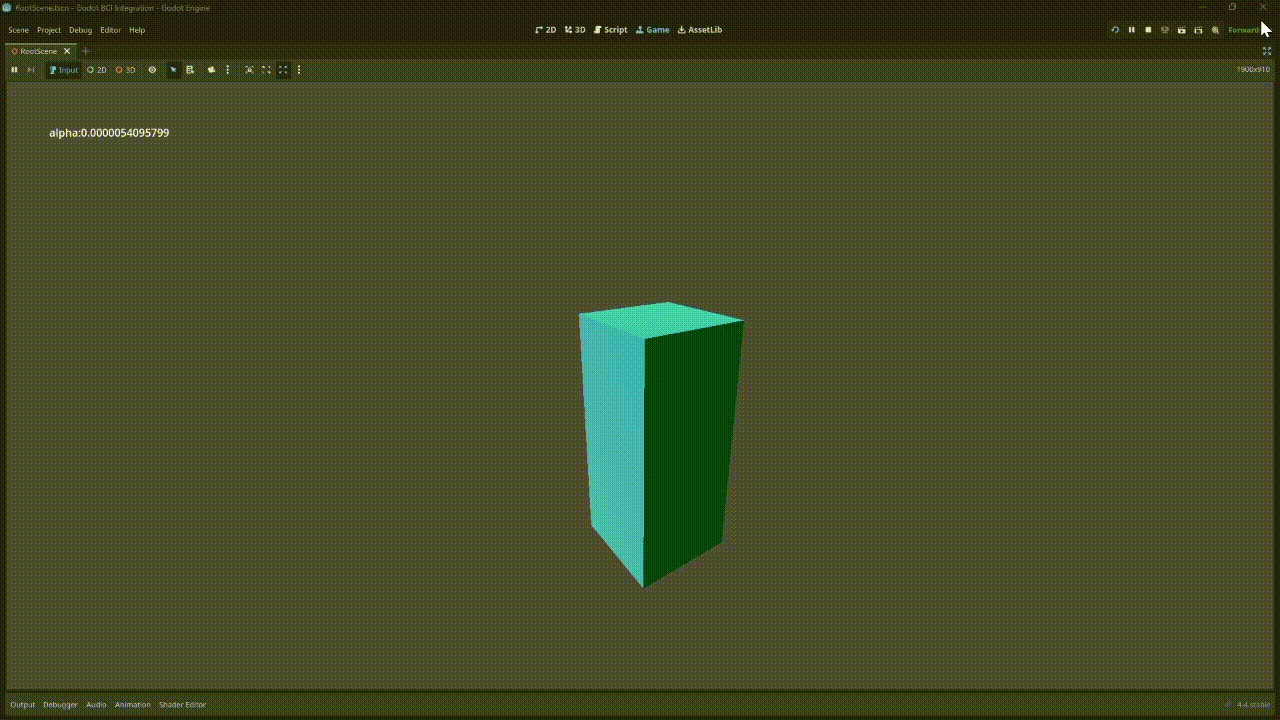 RootScene.tscn - Godot BCI Integration - Godot Engine
Scene Project Debug Editor Help 2D 3D Script Game AssetLib Forward
RootScene
Input 2D 3D 1900x910
alpha:0.0000054095799
Output Debugger Audio Animation Shader Editor 4.4.stable